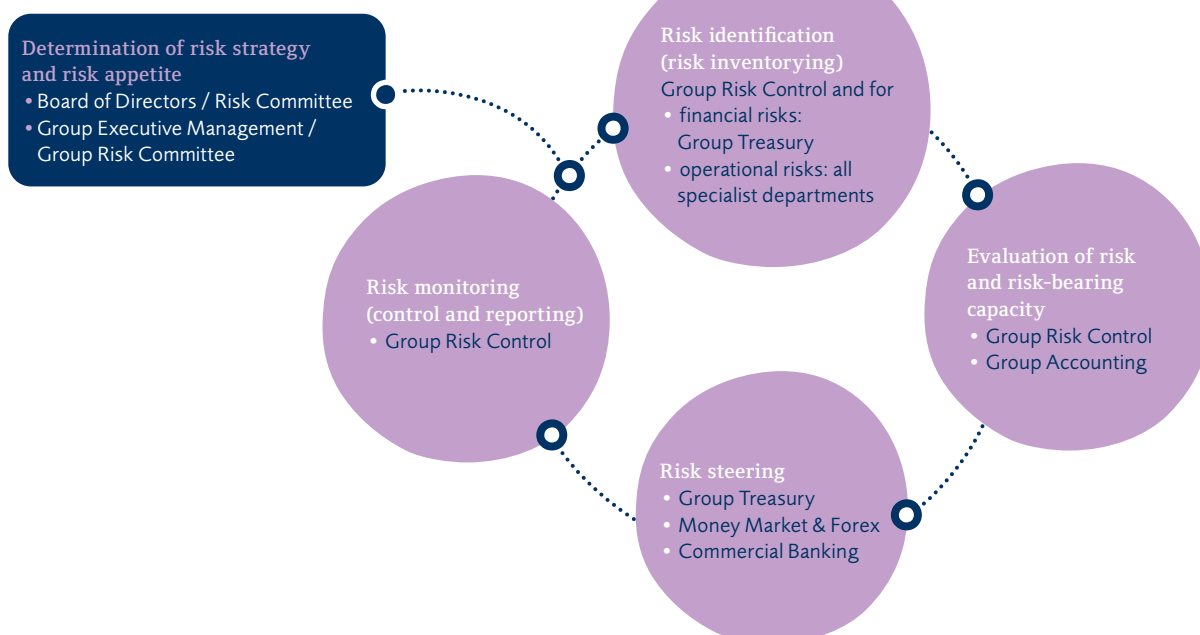 Determination of risk strategy
and risk appetite
• Board of Directors / Risk Committee
• Group Executive Management /
Group Risk Committee
Risk identification
(risk inventorying)
Group Risk Control and for
• financial risks:
Group Treasury
• operational risks: all
specialist departments
Evaluation of risk
and risk-bearing
capacity
• Group Risk Control
• Group Accounting
Risk steering
• Group Treasury
• Money Market & Forex
• Commercial Banking
Risk monitoring
(control and reporting)
• Group Risk Control